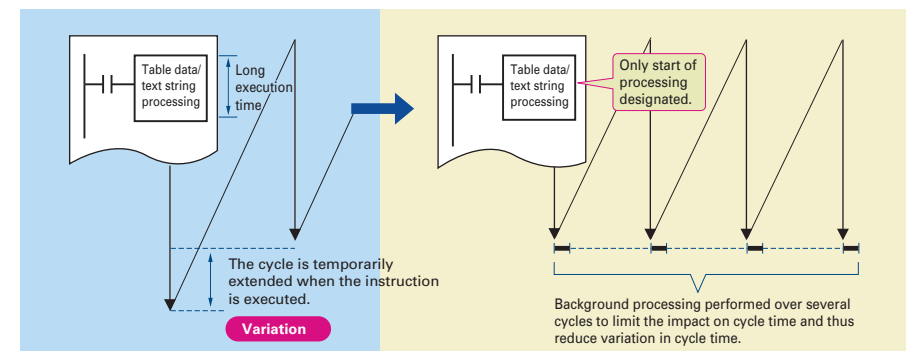 Table data/
text string
processing
Long
execution
time
The cycle is temporarily
extended when the instruction
is executed.
Variation
Table data/
text string
processing
Only start of
processing
designated.
Background processing performed over several
cycles to limit the impact on cycle time and thus
reduce variation in cycle time.